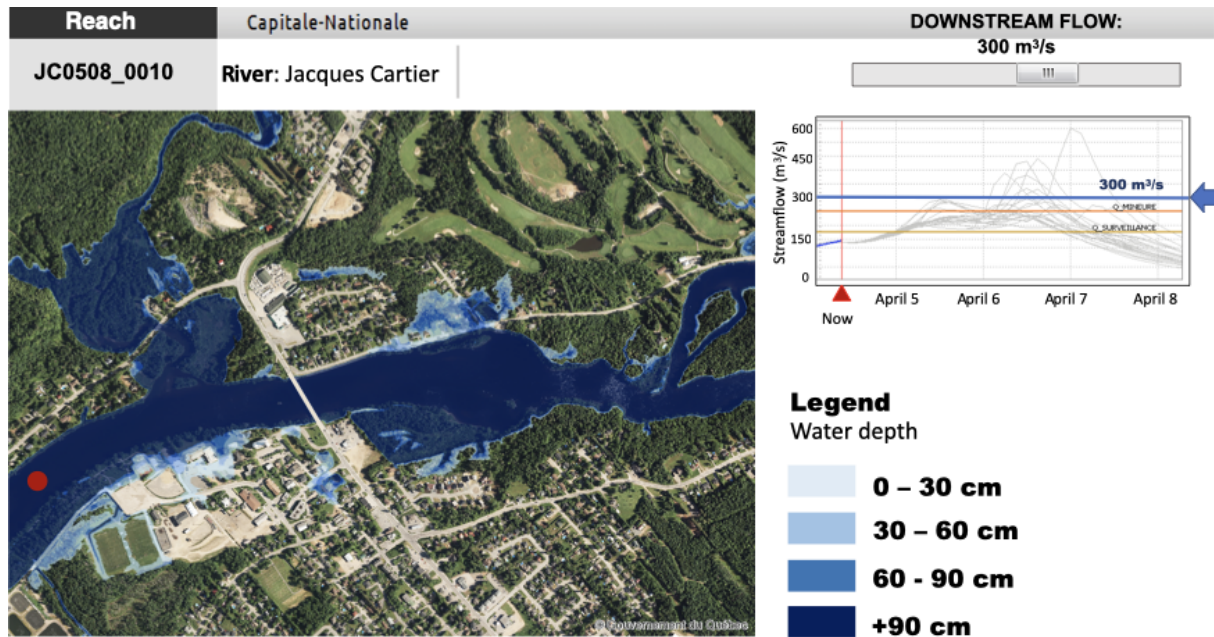 Reach
Capitale-Nationale
DOWNSTREAM FLOW:
300 m³/s
JC0508_0010
River: Jacques Cartier
Streamflow (m³/s)
600
450
300
150
0
300 m³/s
Q_MINEURE
Q_SURVEILLANCE
April 5
April 6
April 7
April 8
Now
Legend
Water depth
0 – 30 cm
30 – 60 cm
60 - 90 cm
+90 cm
© Gouvernement du Québec